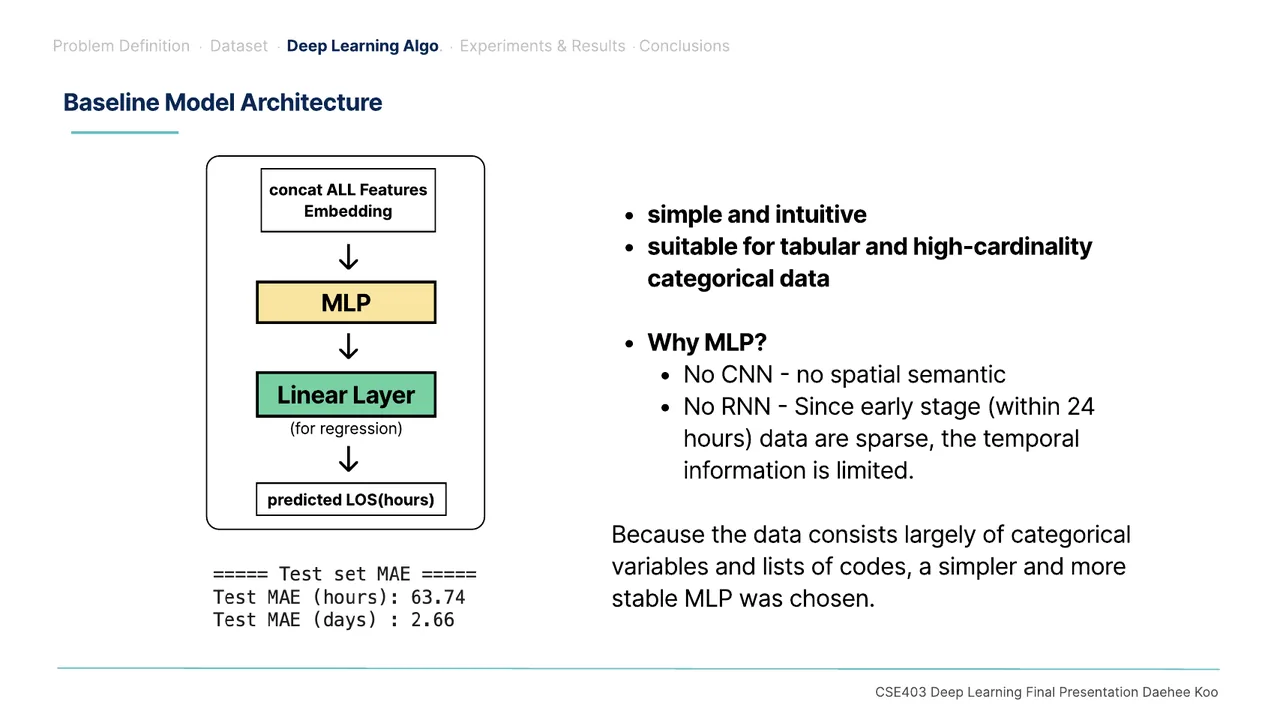 Problem Definition · Dataset · Deep Learning Algo. · Experiments & Results · Conclusions
Baseline Model Architecture
concat ALL Features
Embedding
MLP
Linear Layer
(for regression)
predicted LOS(hours)
===== Test set MAE =====
Test MAE (hours): 63.74
Test MAE (days) : 2.66
• simple and intuitive
• suitable for tabular and high-cardinality
categorical data
• Why MLP?
• No CNN - no spatial semantic
• No RNN - Since early stage (within 24
hours) data are sparse, the temporal
information is limited.
Because the data consists largely of categorical
variables and lists of codes, a simpler and more
stable MLP was chosen.
CSE403 Deep Learning Final Presentation Daehee Koo